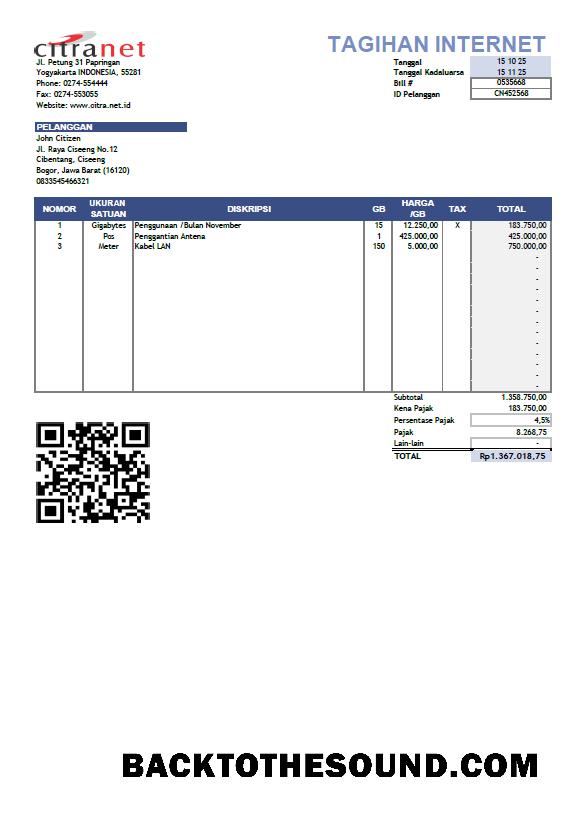 citranet
TAGIHAN INTERNET
Jl. Petung 31 Papringan
Yogyakarta INDONESIA, 55281
Phone: 0274-554444
Fax: 0274-553055
Website: www.citra.net.id
Tanggal 15 10 25
Tanggal Kadaluarsa 15 11 25
Bill # 0535668
ID Pelanggan CN452568
PELANGGAN
John Citizen
Jl. Raya Ciseeng No.12
Cibentang, Ciseeng
Bogor, Jawa Barat (16120)
0833545466321
NOMOR UKURAN SATUAN DISKRIPSI GB HARGA /GB TAX TOTAL
1 Gigabytes Penggunaan /Bulan November 15 12.250,00 X 183.750,00
2 Pcs Penggantian Antena 1 425.000,00 425.000,00
3 Meter Kabel LAN 150 5.000,00 750.000,00
-
-
-
-
-
-
-
-
-
-
-
-
-
Subtotal 1.358.750,00
Kena Pajak 183.750,00
Persentase Pajak 4,5%
Pajak 8.268,75
Lain-lain -
TOTAL Rp1.367.018,75
BACKTOTHESOUND.COM